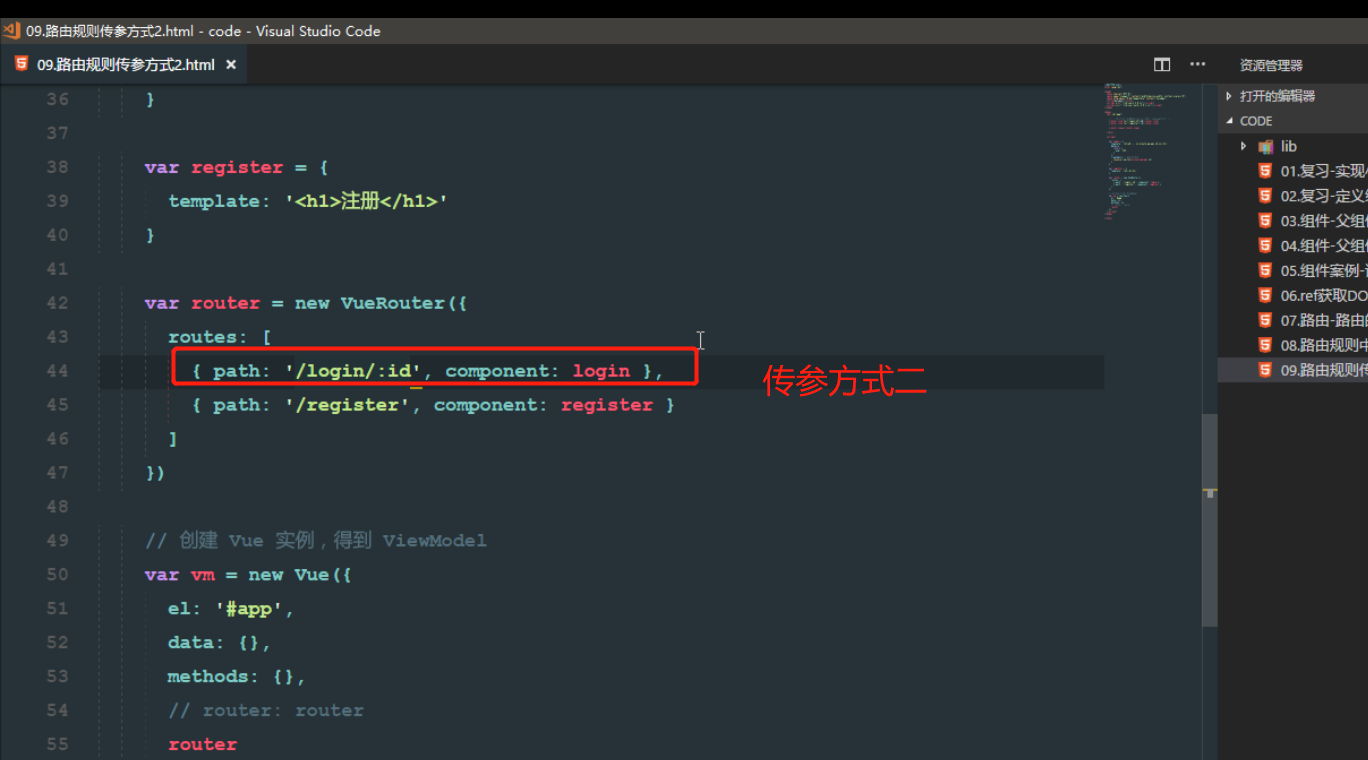 09.路由规则传参方式2.html - code - Visual Studio Code
09.路由规则传参方式2.html ×
资源管理器
36 }
37
38 var register = {
39 template: '<h1>注册</h1>'
40 }
41
42 var router = new VueRouter({
43 routes: [
44 { path: '/login/:id', component: login },
传参方式二
45 { path: '/register', component: register }
46 ]
47 })
48
49 // 创建 Vue 实例，得到 ViewModel
50 var vm = new Vue({
51 el: '#app',
52 data: {},
53 methods: {},
54 // router: router
55 router
打开的编辑器
CODE
lib
01.复习-实现
02.复习-定义
03.组件-父组
04.组件-父组
05.组件案例-
06.ref获取DO
07.路由-路由
08.路由规则
09.路由规则